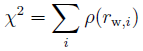 χ² = ∑ᵢ ρ(r_{w,i})